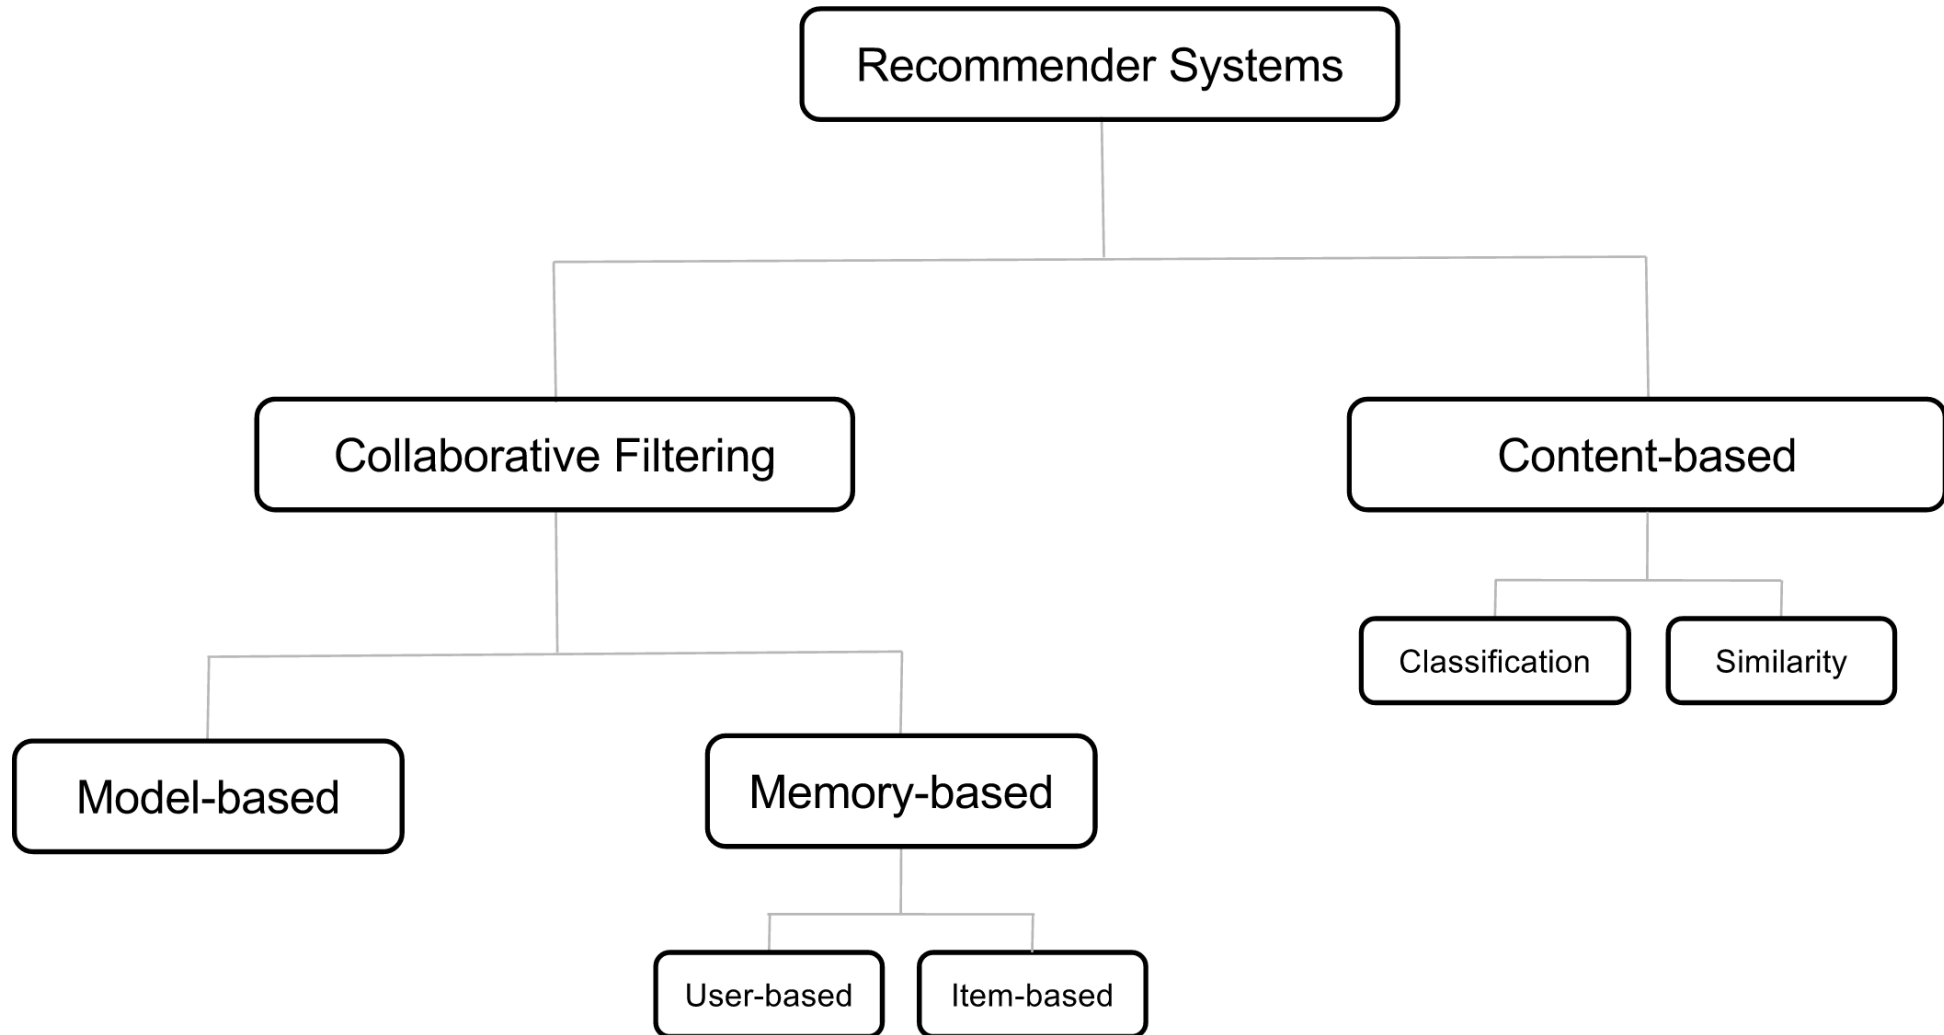 Recommender Systems
Collaborative Filtering
Content-based
Classification
Similarity
Model-based
Memory-based
User-based
Item-based